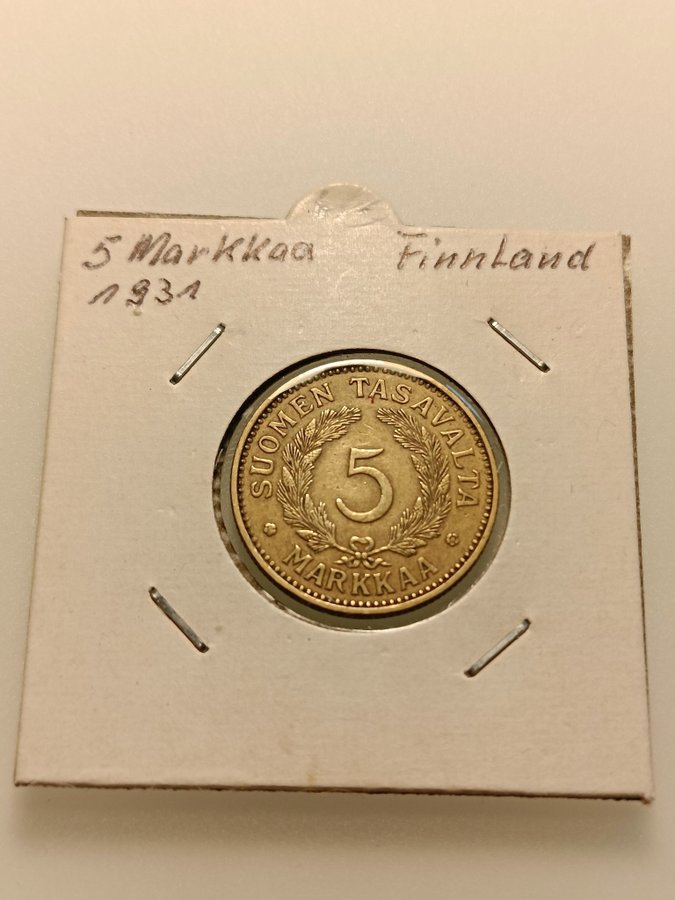 5 Markkaa Finnland
1931
SUOMEN TASAVALTA
5
MARKKAA